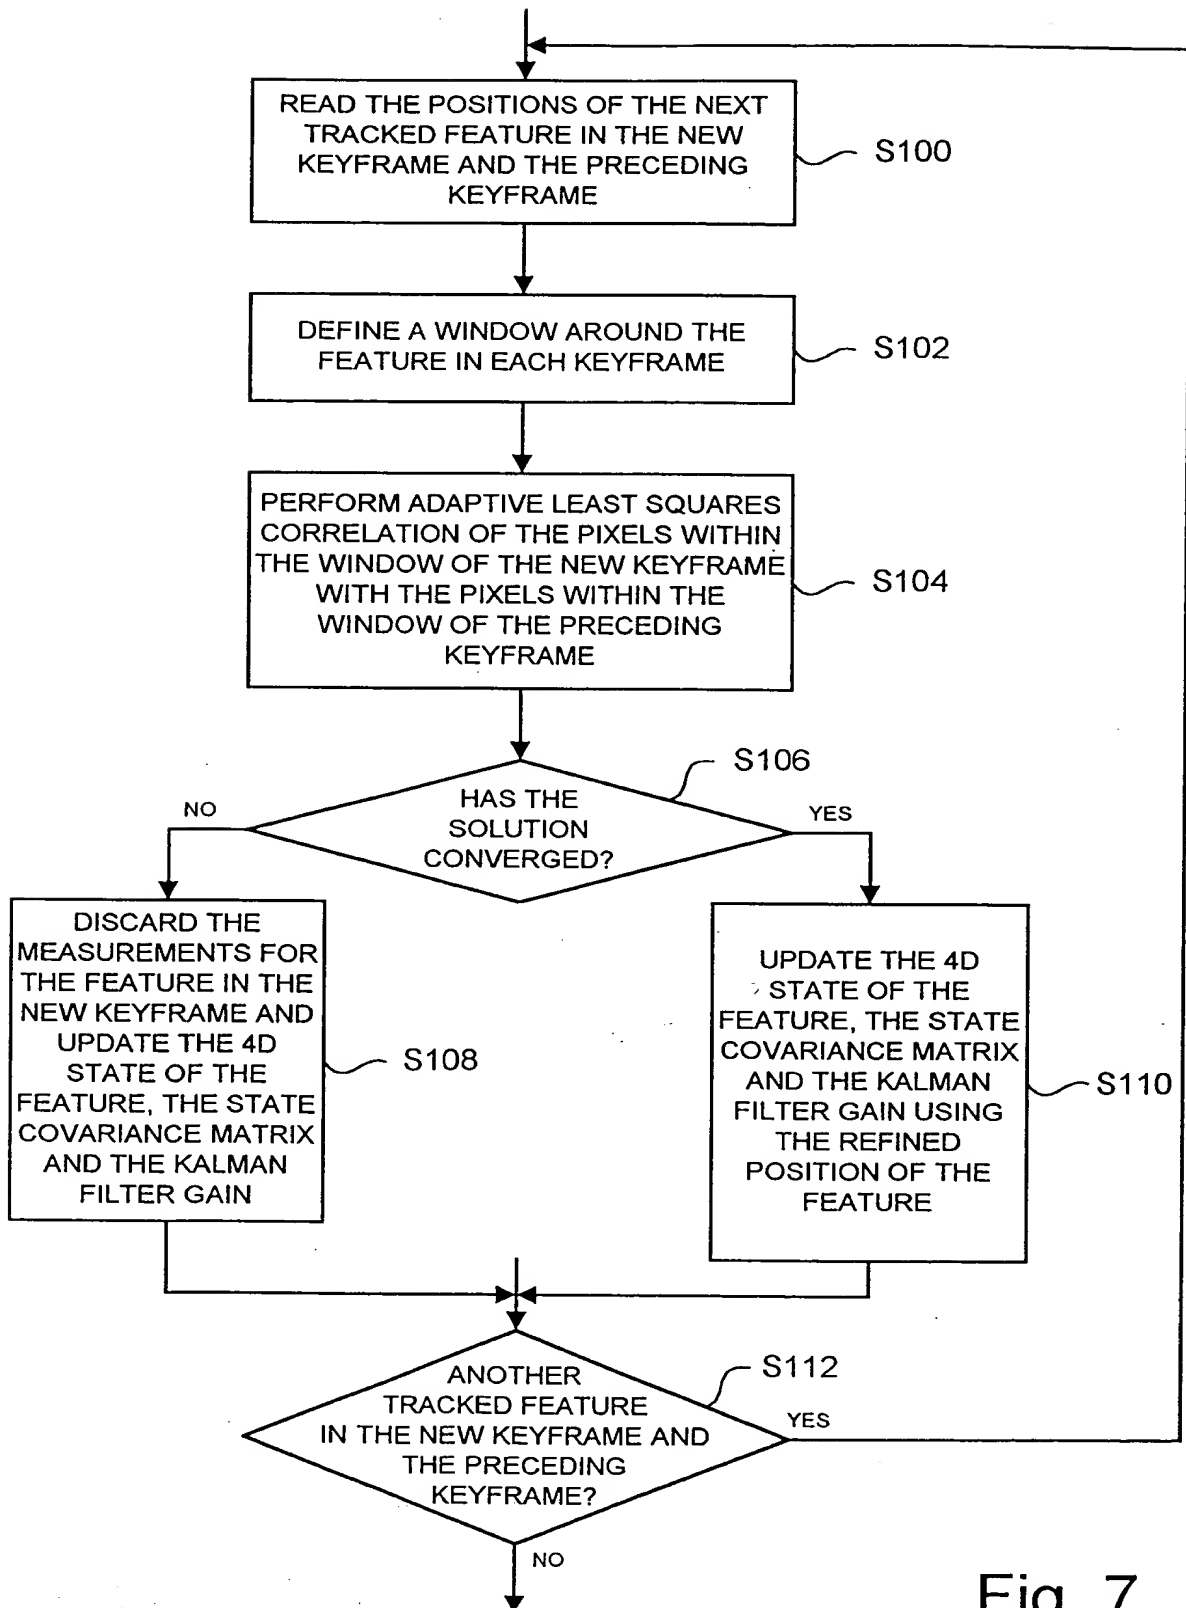 READ THE POSITIONS OF THE NEXT
TRACKED FEATURE IN THE NEW
KEYFRAME AND THE PRECEDING
KEYFRAME
S100
DEFINE A WINDOW AROUND THE
FEATURE IN EACH KEYFRAME
S102
PERFORM ADAPTIVE LEAST SQUARES
CORRELATION OF THE PIXELS WITHIN
THE WINDOW OF THE NEW KEYFRAME
WITH THE PIXELS WITHIN THE
WINDOW OF THE PRECEDING
KEYFRAME
S104
S106
HAS THE
SOLUTION
CONVERGED?
NO
YES
DISCARD THE
MEASUREMENTS FOR
THE FEATURE IN THE
NEW KEYFRAME AND
UPDATE THE 4D
STATE OF THE
FEATURE, THE STATE
COVARIANCE MATRIX
AND THE KALMAN
FILTER GAIN
S108
UPDATE THE 4D
STATE OF THE
FEATURE, THE STATE
COVARIANCE MATRIX
AND THE KALMAN
FILTER GAIN USING
THE REFINED
POSITION OF THE
FEATURE
S110
S112
ANOTHER
TRACKED FEATURE
IN THE NEW KEYFRAME AND
THE PRECEDING
KEYFRAME?
YES
NO
Fig. 7